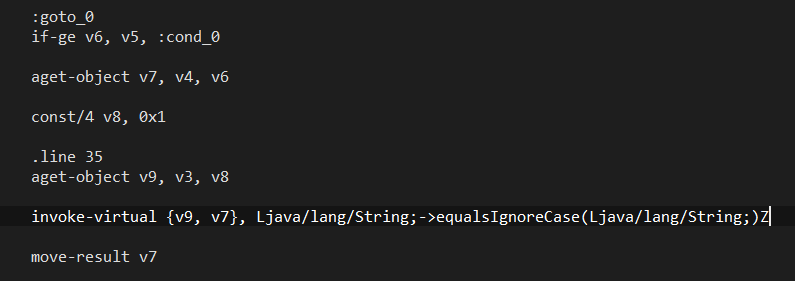 :goto_0
if-ge v6, v5, :cond_0
aget-object v7, v4, v6
const/4 v8, 0x1
.line 35
aget-object v9, v3, v8
invoke-virtual {v9, v7}, Ljava/lang/String;->equalsIgnoreCase(Ljava/lang/String;)Z
move-result v7